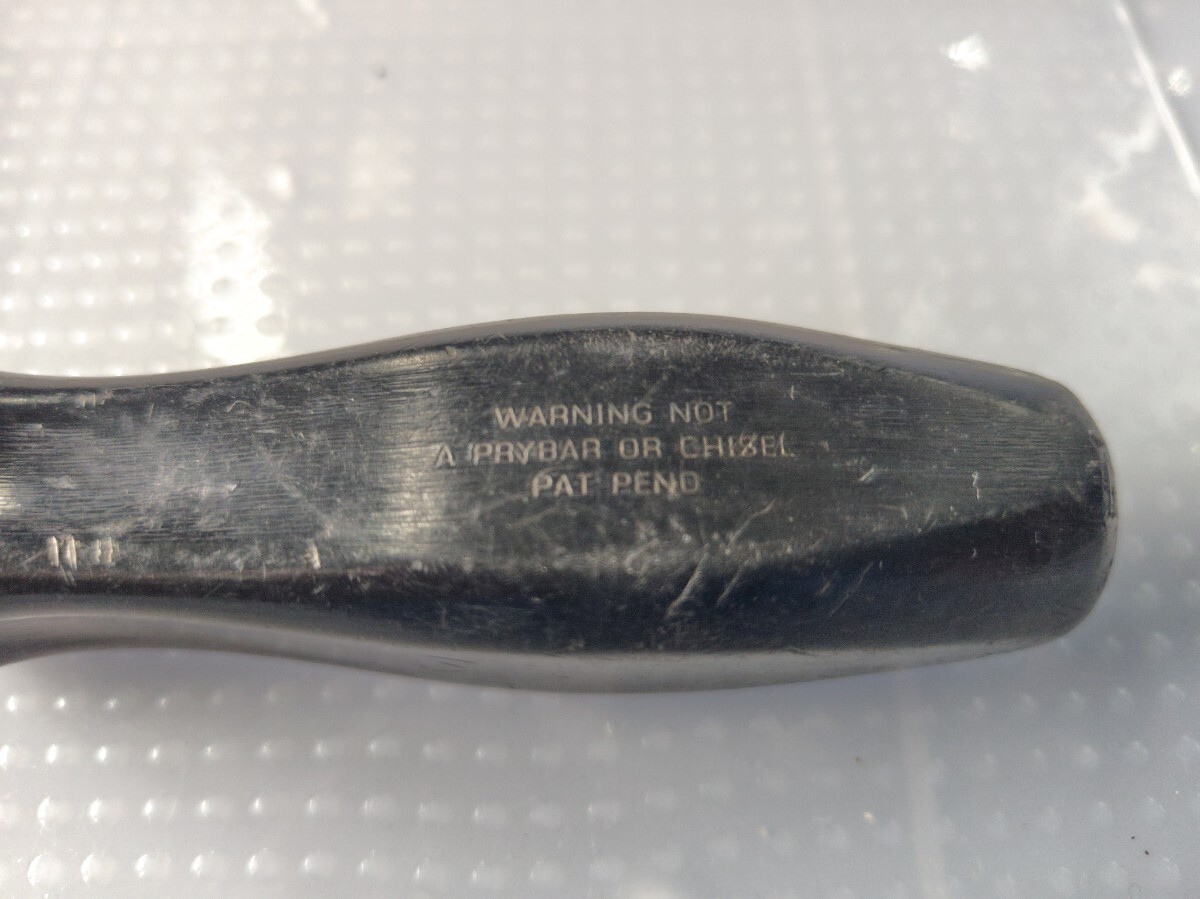 WARNING NOT
A PRYBAR OR CHISEL
PAT PEND